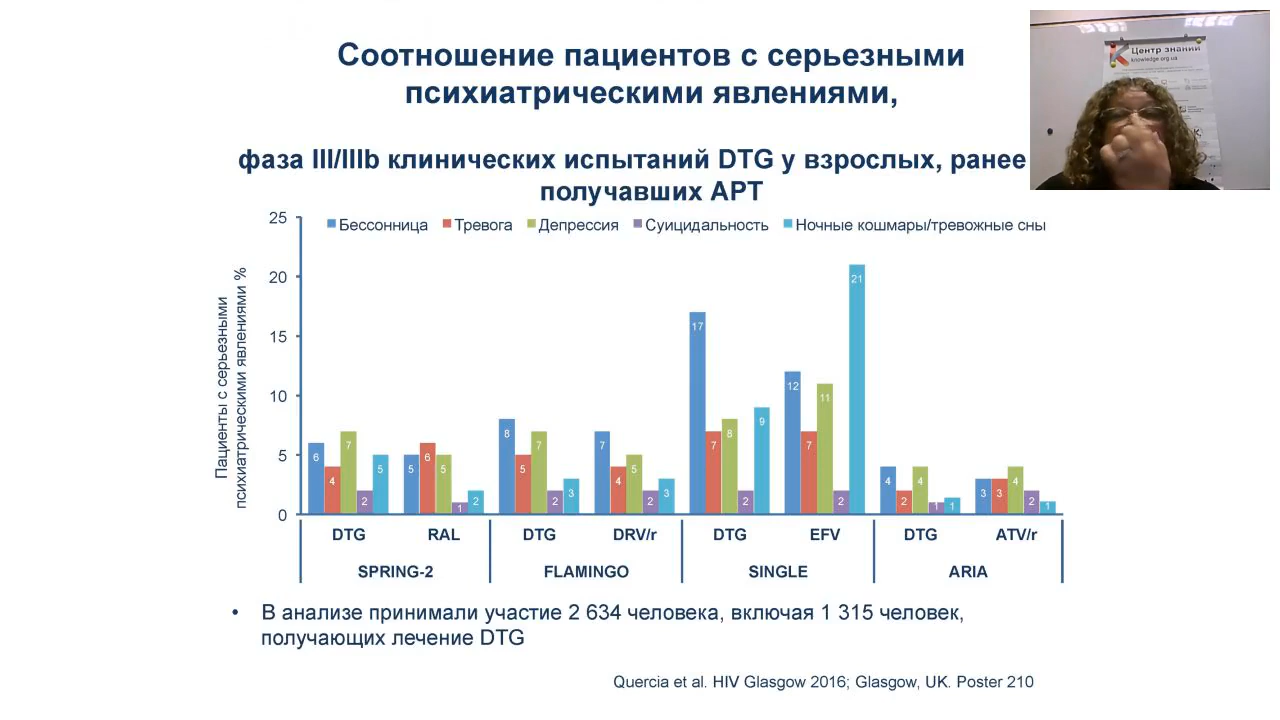 Соотношение пациентов с серьезными
психиатрическими явлениями,
фаза III/IIIb клинических испытаний DTG у взрослых, ранее
получавших АРТ
Центр знаний
knowledge.org.ua
Бессонница Тревога Депрессия Суицидальность Ночные кошмары/тревожные сны
Пациенты с серьезными
психиатрическими явлениями %
25
20
15
10
5
0
6 4 7 2 5
5 6 5 1 2
8 5 7 2 3
7 4 5 2 3
17 7 8 2 9
12 7 11 2 21
4 2 4 1 1
3 3 4 2 1
DTG RAL DTG DRV/r DTG EFV DTG ATV/r
SPRING-2 FLAMINGO SINGLE ARIA
• В анализе принимали участие 2 634 человека, включая 1 315 человек,
получающих лечение DTG
Quercia et al. HIV Glasgow 2016; Glasgow, UK. Poster 210